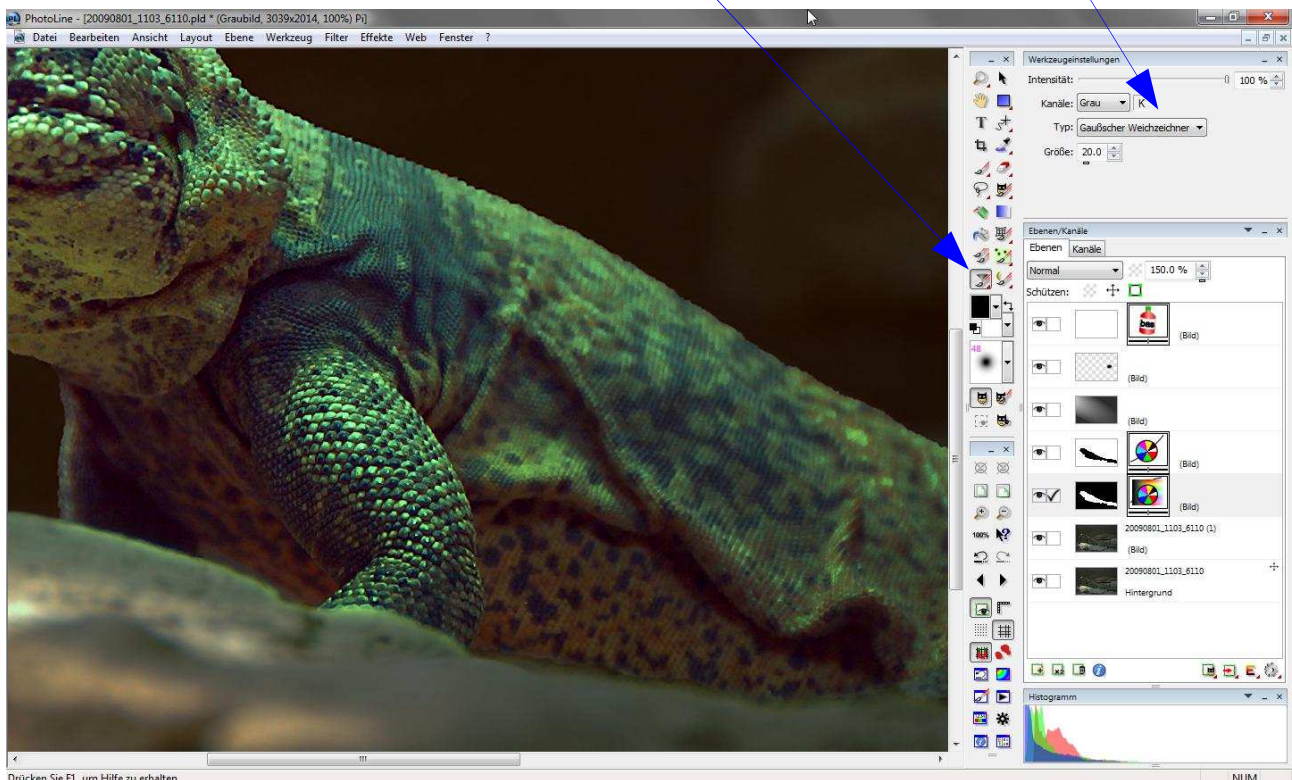 PhotoLine - [20090801_1103_6110.pld * (Graubild, 3039x2014, 100%) Pi]
Datei Bearbeiten Ansicht Layout Ebene Werkzeug Filter Effekte Web Fenster ?
Werkzeugeinstellungen
Intensität: 100 %
Kanäle: Grau K
Typ: Gaußscher Weichzeichner
Größe: 20.0
T
48
100%
Ebenen/Kanäle
Ebenen Kanäle
Normal 150.0 %
Schützen:
bas
(Bild)
(Bild)
(Bild)
(Bild)
(Bild)
20090801_1103_6110 (1)
(Bild)
20090801_1103_6110
Hintergrund
Histogramm
Drücken Sie F1, um Hilfe zu erhalten. NUM